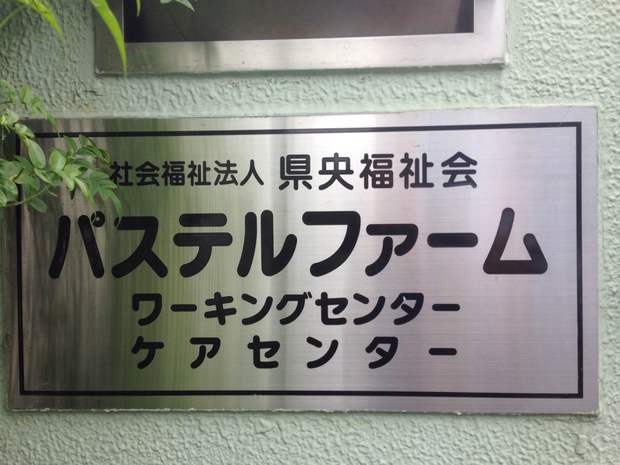 社会福祉法人 県央福祉会
パステルファーム
ワーキングセンター
ケアセンター